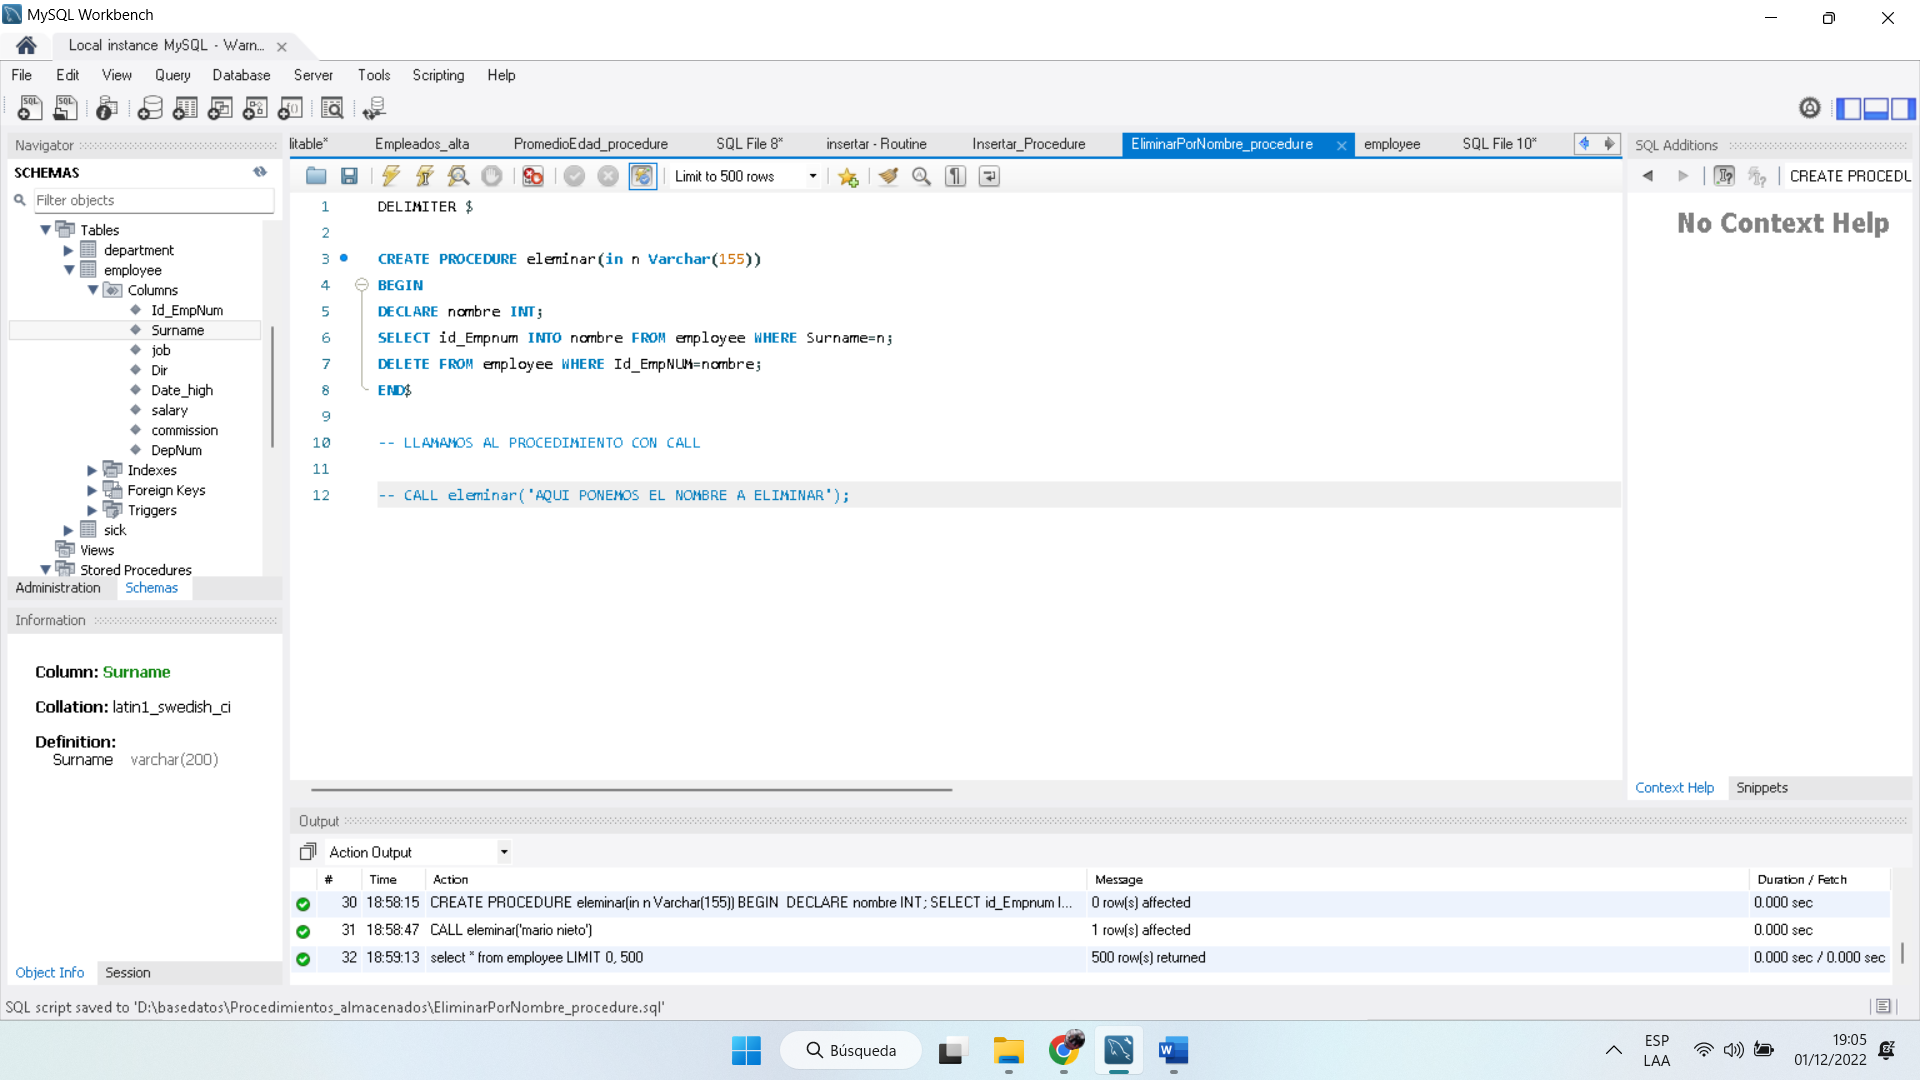 MySQL Workbench
Local instance MySQL - Warn...
File Edit View Query Database Server Tools Scripting Help
Navigator
SCHEMAS
Filter objects
Tables
department
employee
Columns
Id_EmpNum
Surname
job
Dir
Date_high
salary
commission
DepNum
Indexes
Foreign Keys
Triggers
sick
Views
Stored Procedures
Administration Schemas
Information
Column: Surname
Collation: latin1_swedish_ci
Definition:
Surname varchar(200)
Object Info Session
litable* Empleados_alta PromedioEdad_procedure SQL File 8* insertar - Routine Insertar_Procedure EliminarPorNombre_procedure employee SQL File 10*
Limit to 500 rows
1 DELIMITER $
2
3 CREATE PROCEDURE eleminar(in n Varchar(155))
4 BEGIN
5 DECLARE nombre INT;
6 SELECT id_Empnum INTO nombre FROM employee WHERE Surname=n;
7 DELETE FROM employee WHERE Id_EmpNUM=nombre;
8 END$
9
10 -- LLAMAMOS AL PROCEDIMIENTO CON CALL
11
12 -- CALL eleminar('AQUI PONEMOS EL NOMBRE A ELIMINAR');
SQL Additions
CREATE PROCEDU
No Context Help
Context Help Snippets
Output
Action Output
# Time Action Message Duration / Fetch
30 18:58:15 CREATE PROCEDURE eleminar(in n Varchar(155)) BEGIN DECLARE nombre INT; SELECT id_Empnum I... 0 row(s) affected 0.000 sec
31 18:58:47 CALL eleminar('mario nieto') 1 row(s) affected 0.000 sec
32 18:59:13 select * from employee LIMIT 0, 500 500 row(s) returned 0.000 sec / 0.000 sec
SQL script saved to 'D:\basedatos\Procedimientos_almacenados\EliminarPorNombre_procedure.sql'
Búsqueda
ESP
LAA
19:05
01/12/2022